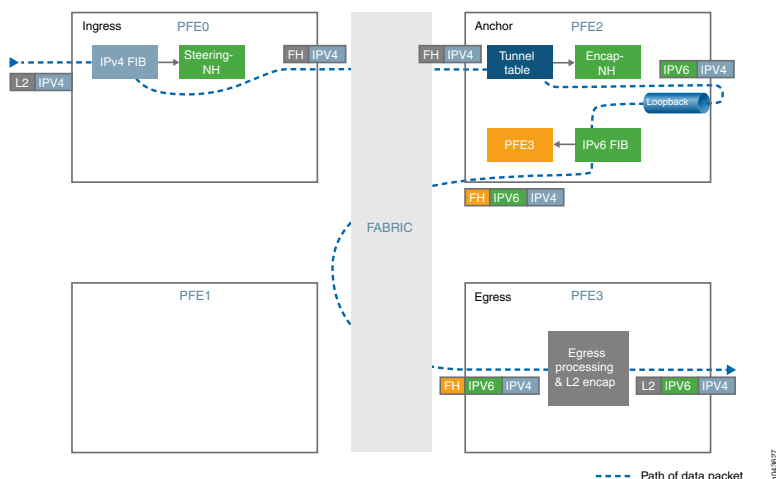 Ingress
PFE0
IPv4 FIB
Steering-
NH
FH IPV4
L2 IPV4
Anchor
PFE2
FH IPV4
Tunnel
table
Encap-
NH
IPV6 IPV4
Loopback
PFE3
IPv6 FIB
FH IPV6 IPV4
FABRIC
PFE1
Egress
PFE3
Egress
processing
& L2 encap
FH IPV6 IPV4
L2 IPV6 IPV4
Path of data packet